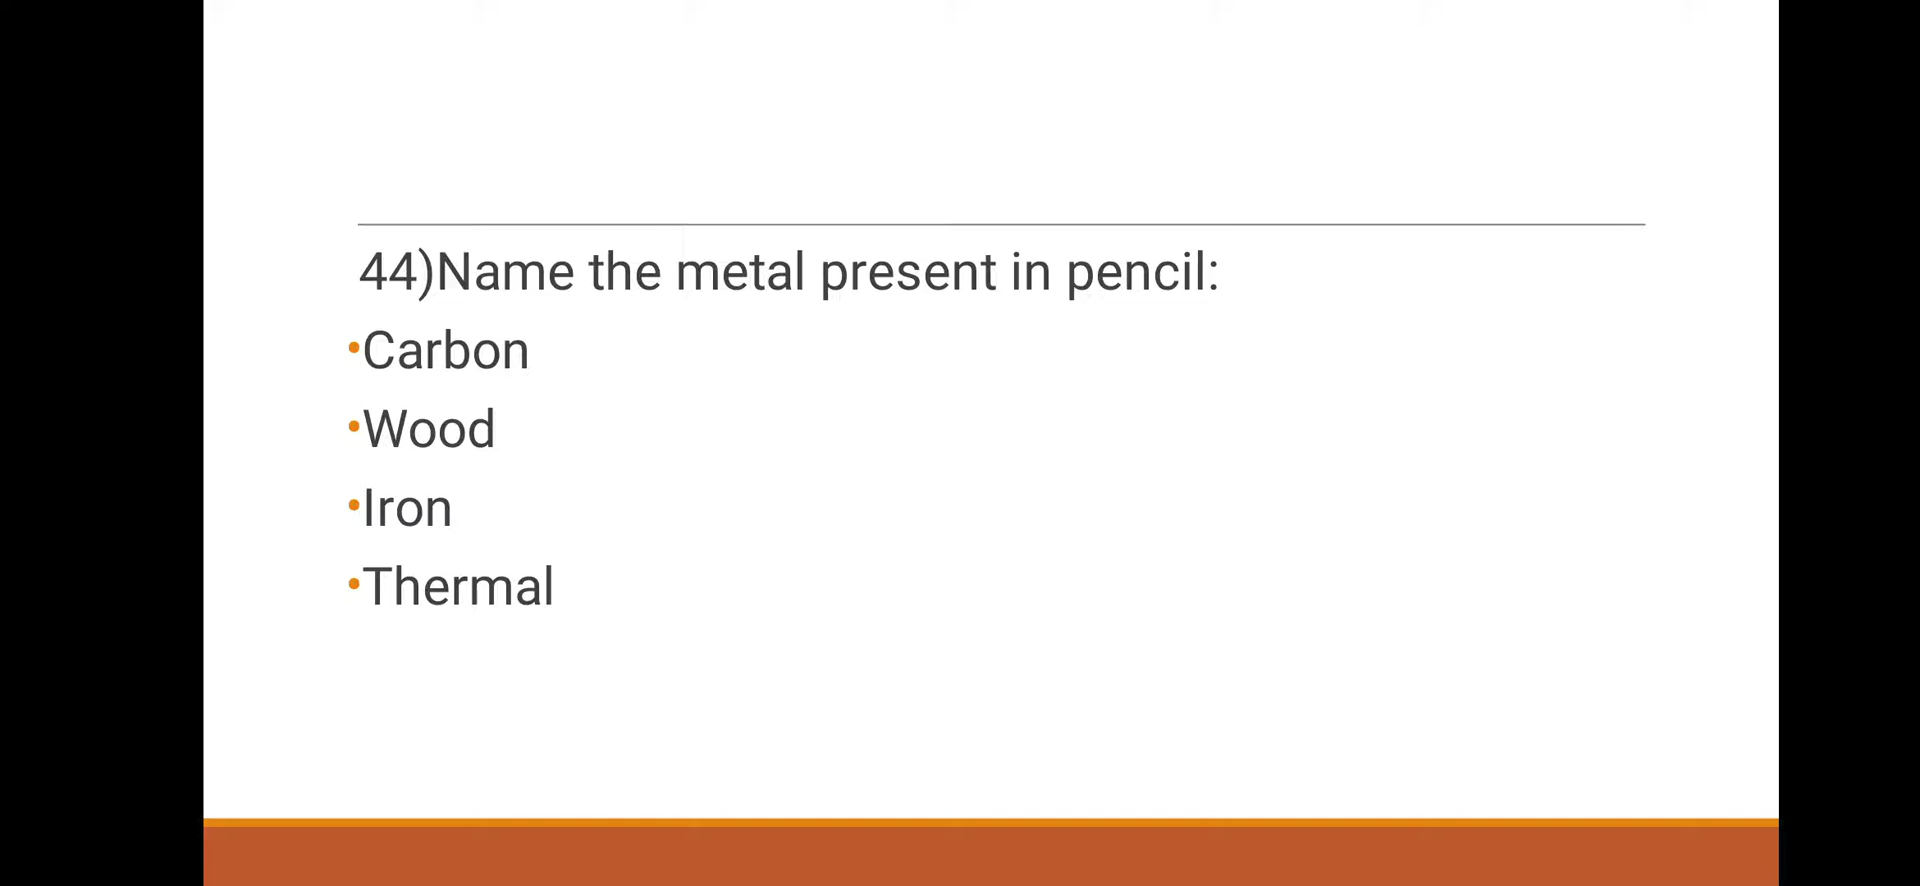 44)Name the metal present in pencil:
•Carbon
•Wood
•Iron
•Thermal